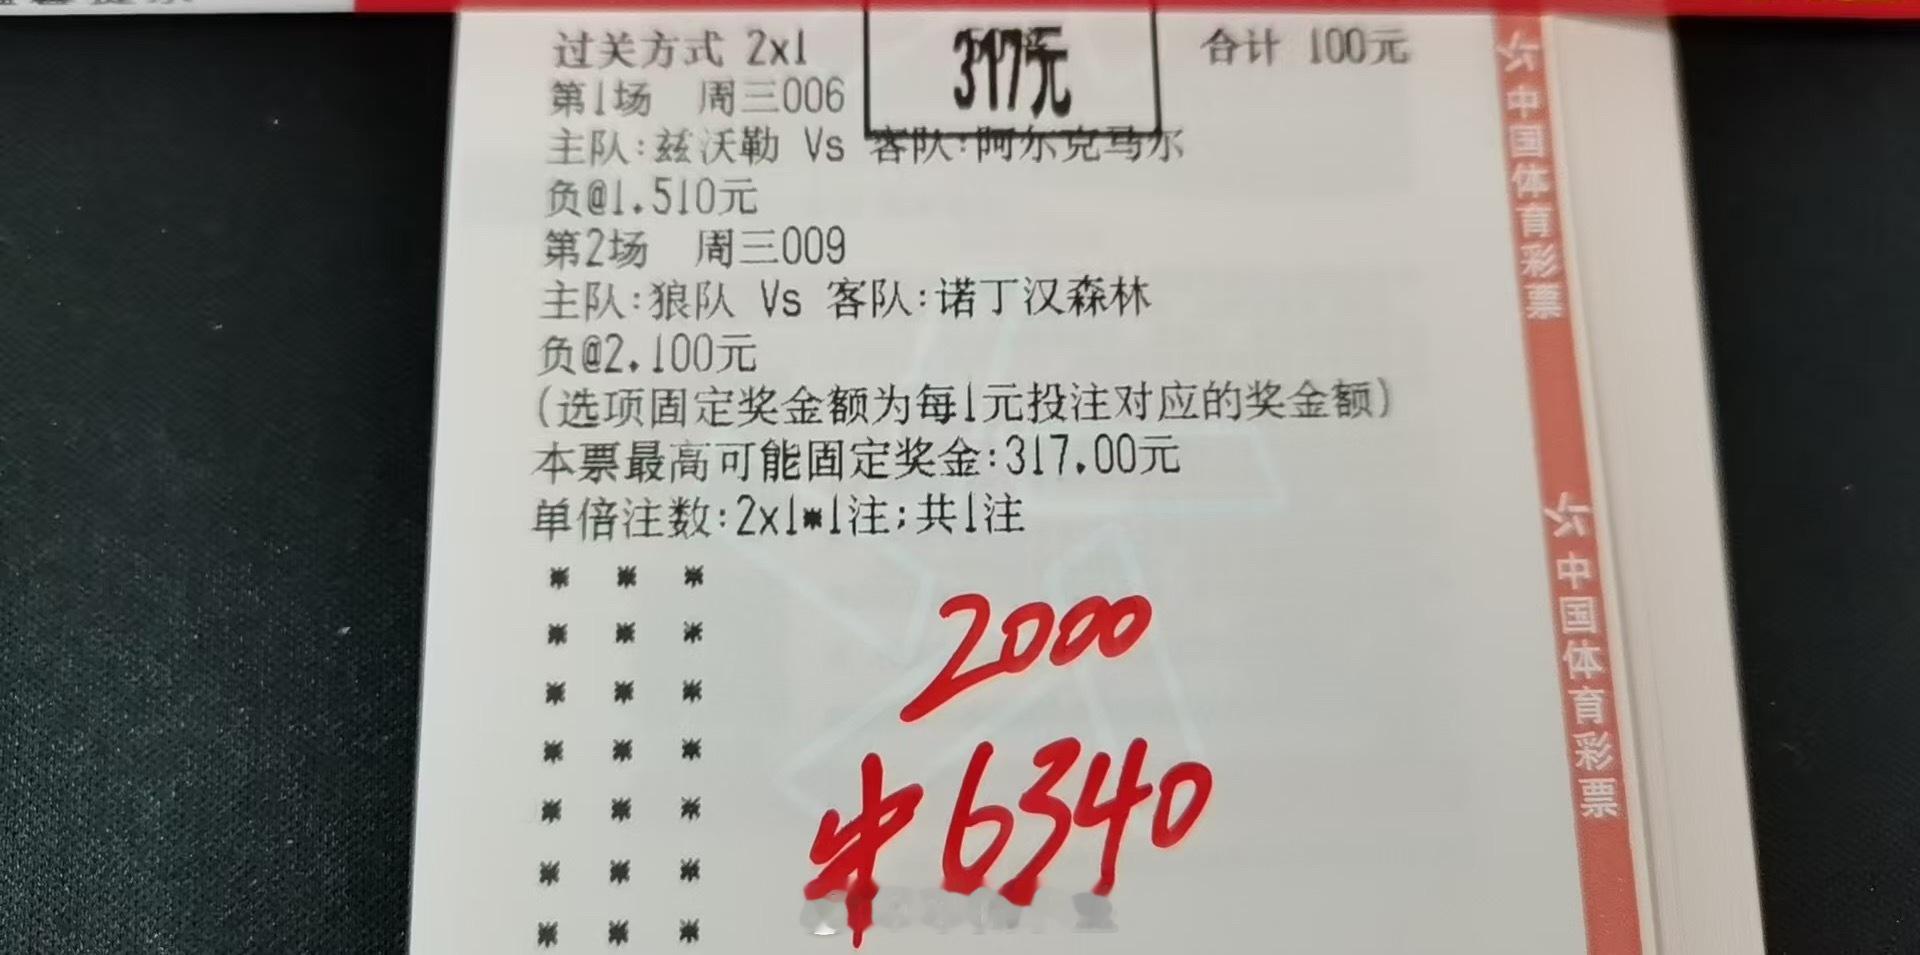 过关方式 2x1 317元 合计 100元
第1场 周三006
主队:兹沃勒 Vs 客队:阿尔克马尔
负@1.510元
第2场 周三009
主队:狼队 Vs 客队:诺丁汉森林
负@2.100元
(选项固定奖金额为每1元投注对应的奖金额)
本票最高可能固定奖金:317.00元
单倍注数:2x1*1注;共1注
* * *
* * *
* * *
* * *
* * *
* * *
* * *
2000
中6340
中国体育彩票
中国体育彩票